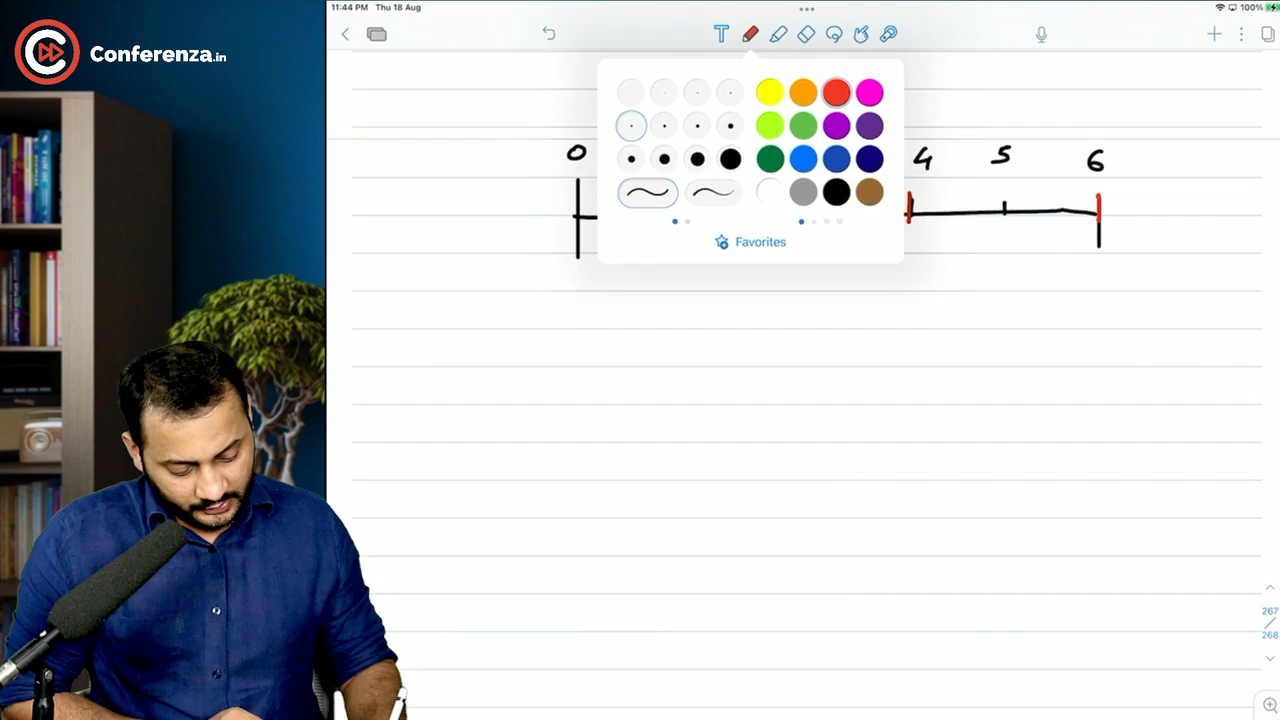 11:44 PM Thu 18 Aug
100%
Conferenza.in
T
0 4 5 6
Favorites
267
268